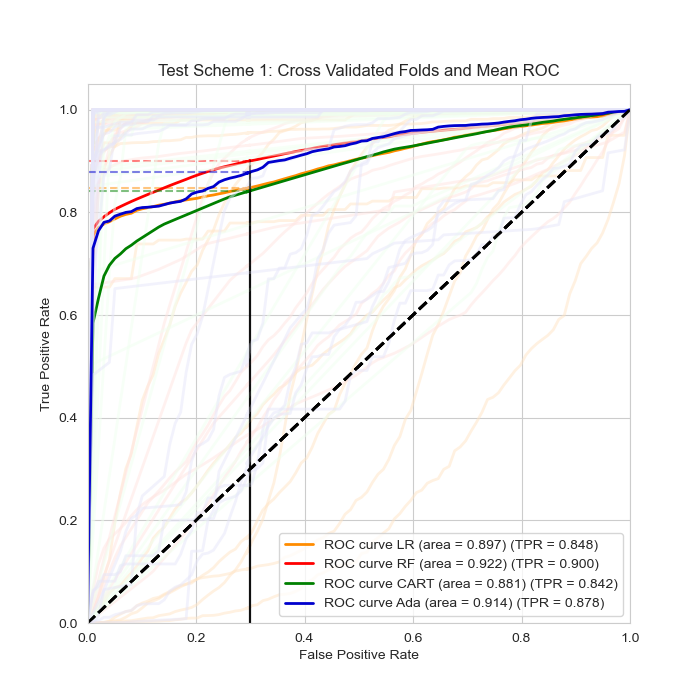 Test Scheme 1: Cross Validated Folds and Mean ROC
True Positive Rate
1.0
0.8
0.6
0.4
0.2
0.0
ROC curve LR (area = 0.897) (TPR = 0.848)
ROC curve RF (area = 0.922) (TPR = 0.900)
ROC curve CART (area = 0.881) (TPR = 0.842)
ROC curve Ada (area = 0.914) (TPR = 0.878)
0.0 0.2 0.4 0.6 0.8 1.0
False Positive Rate